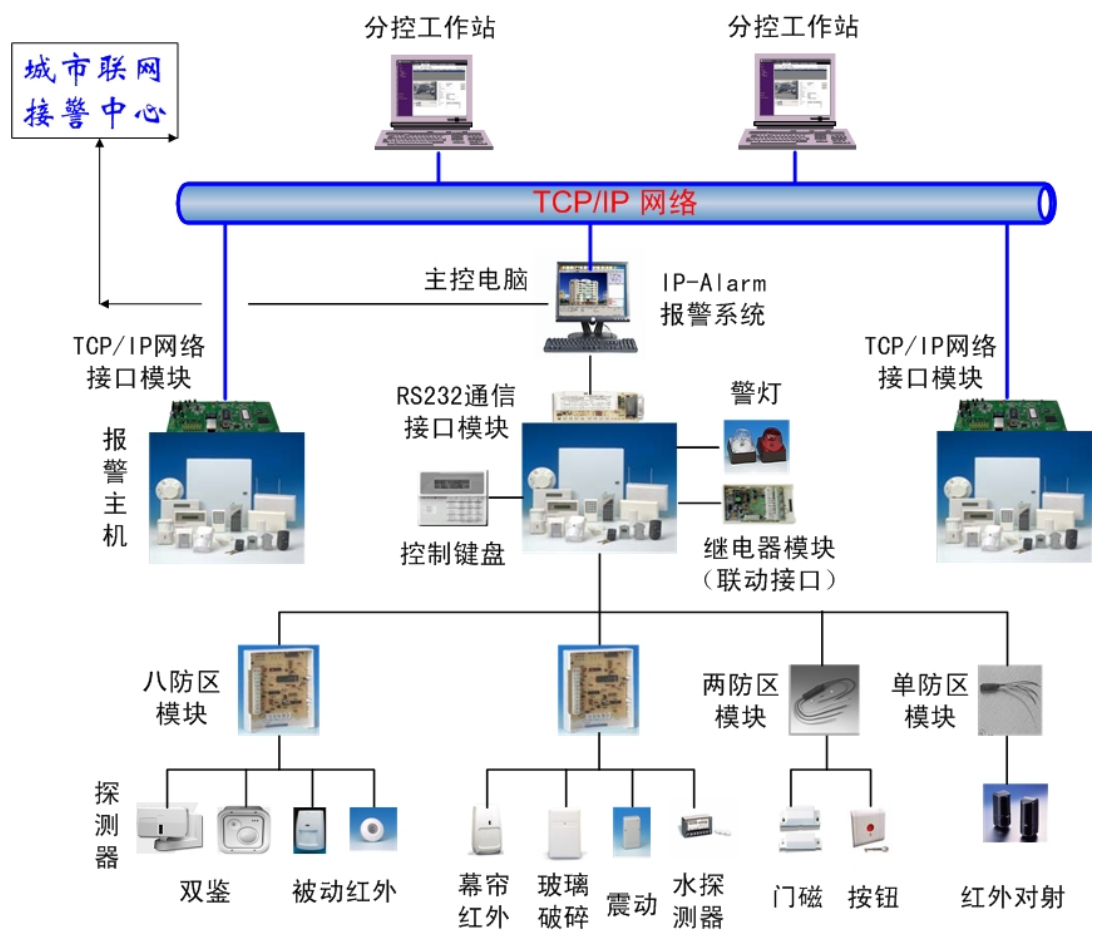 分控工作站
分控工作站
城市联网
接警中心
TCP/IP 网络
主控电脑
IP-Alarm
报警系统
TCP/IP网络
接口模块
TCP/IP网络
接口模块
RS232通信
接口模块
警灯
报警主机
控制键盘
继电器模块
（联动接口）
八防区
模块
两防区
模块
单防区
模块
探测器
双鉴
被动红外
幕帘
红外
玻璃
破碎
震动
水探
测器
门磁
按钮
红外对射